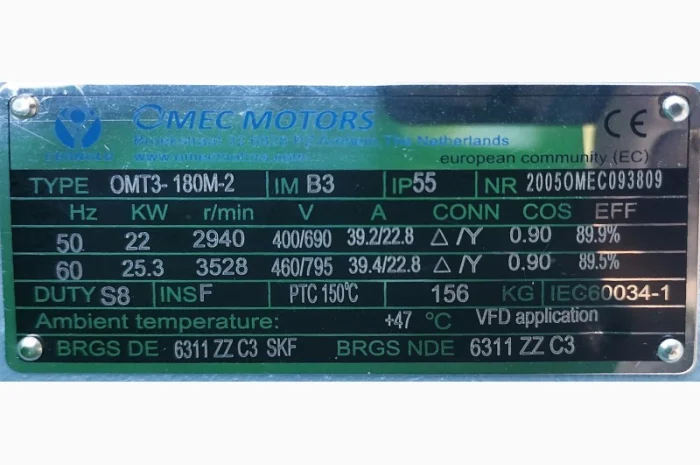 OMEC MOTORS
Netherlands
european community (EC)
CE
TYPE OMT3-180M-2 IM B3 IP55 NR 2005OMEC093809
Hz KW r/min V A CONN COS EFF
50 22 2940 400/690 39.2/22.8 △/Y 0.90 89.9%
60 25.3 3528 460/795 39.4/22.8 △/Y 0.90 89.5%
DUTY S8 INS F PTC 150°C 156 KG IEC60034-1
Ambient temperature: +47 °C VFD application
BRGS DE 6311 ZZ C3 SKF BRGS NDE 6311 ZZ C3